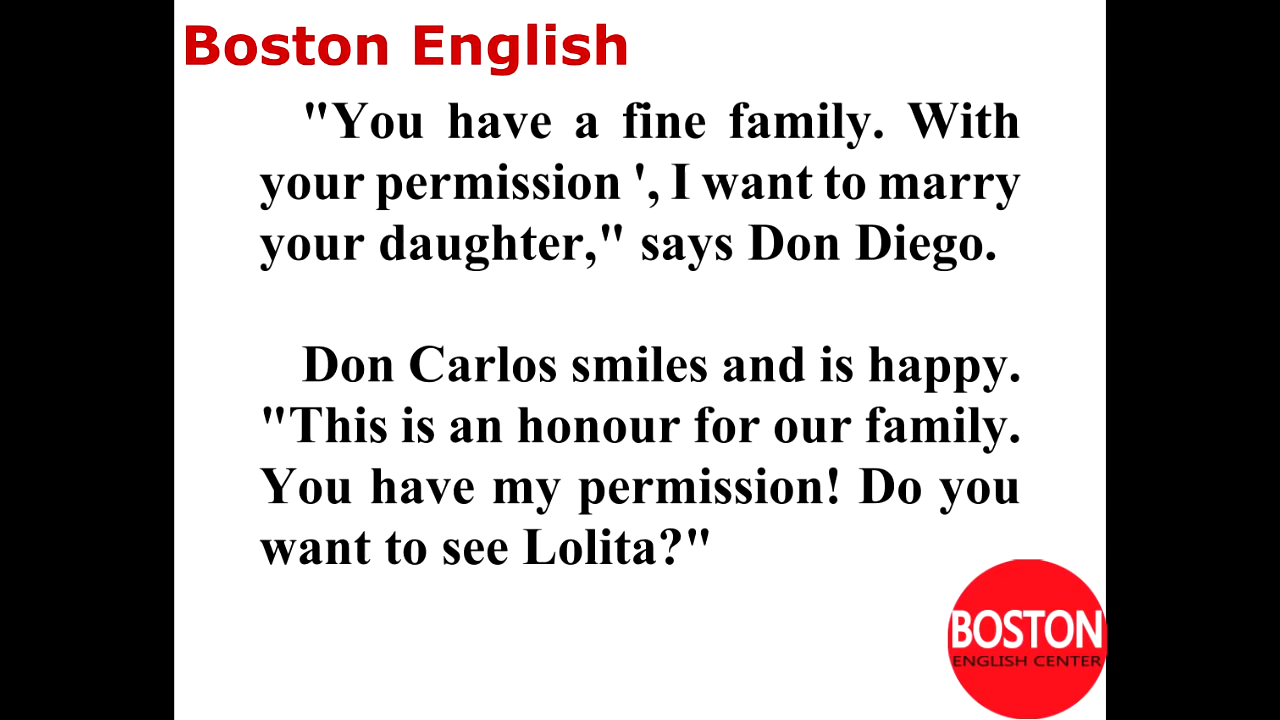 Boston English
"You have a fine family. With
your permission ', I want to marry
your daughter," says Don Diego.
Don Carlos smiles and is happy.
"This is an honour for our family.
You have my permission! Do you
want to see Lolita?"
BOSTON
ENGLISH CENTER